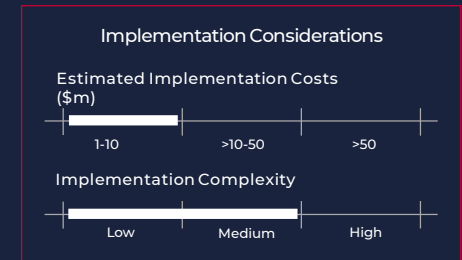 Implementation Considerations
Estimated Implementation Costs
($m)
1-10 >10-50 >50
Implementation Complexity
Low Medium High